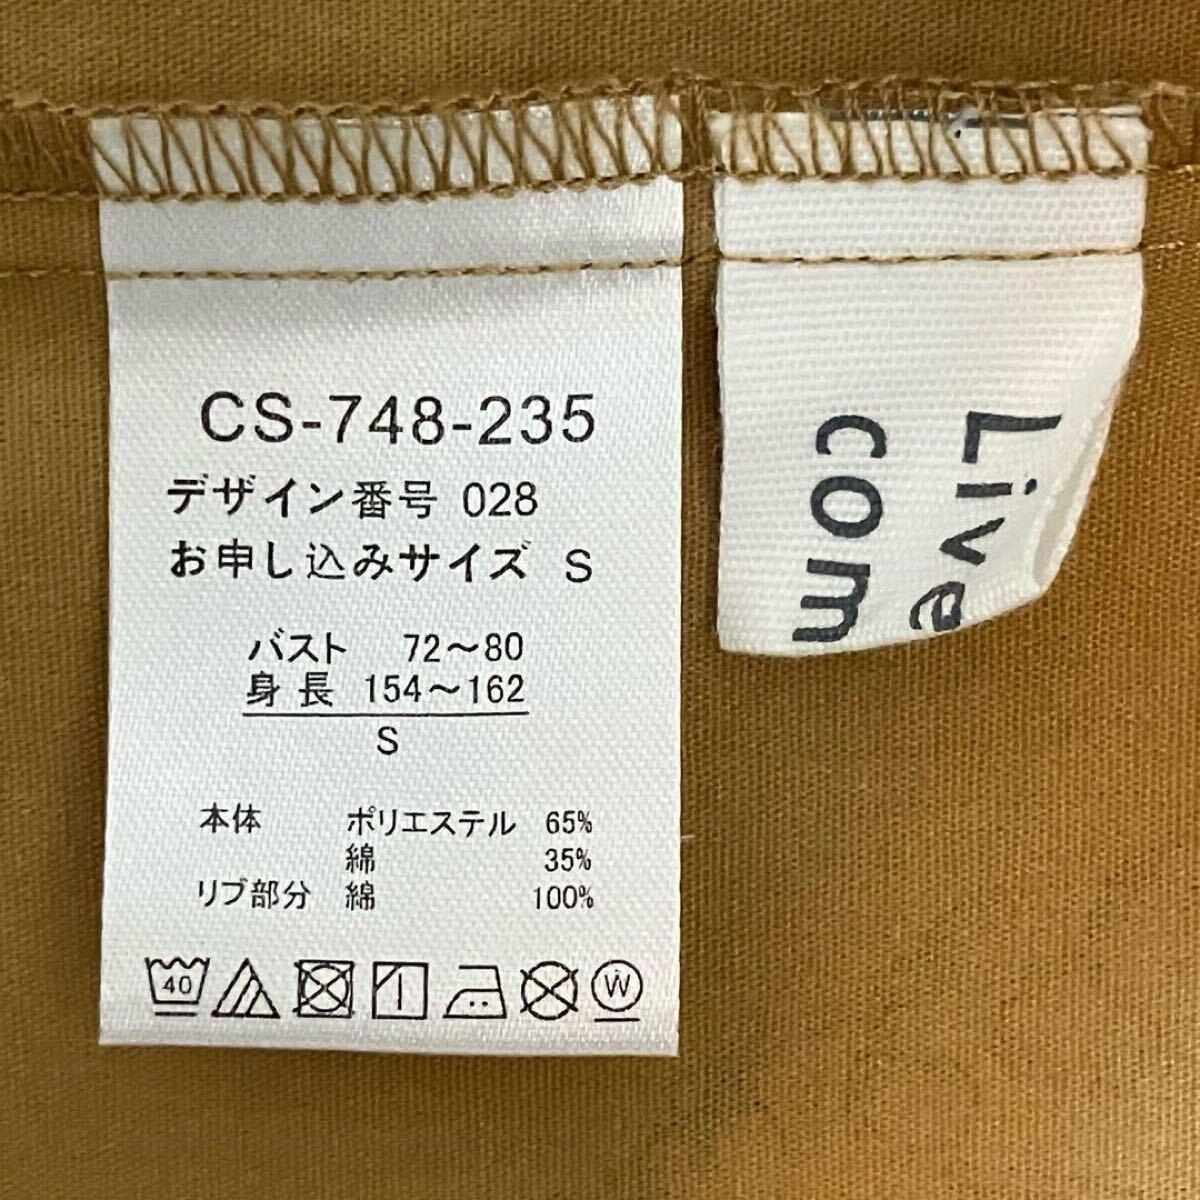 CS-748-235
デザイン番号 028
お申し込みサイズ S
バスト 72～80
身長 154～162
S
本体 ポリエステル 65%
綿 35%
リブ部分 綿 100%
40
W
Live
com